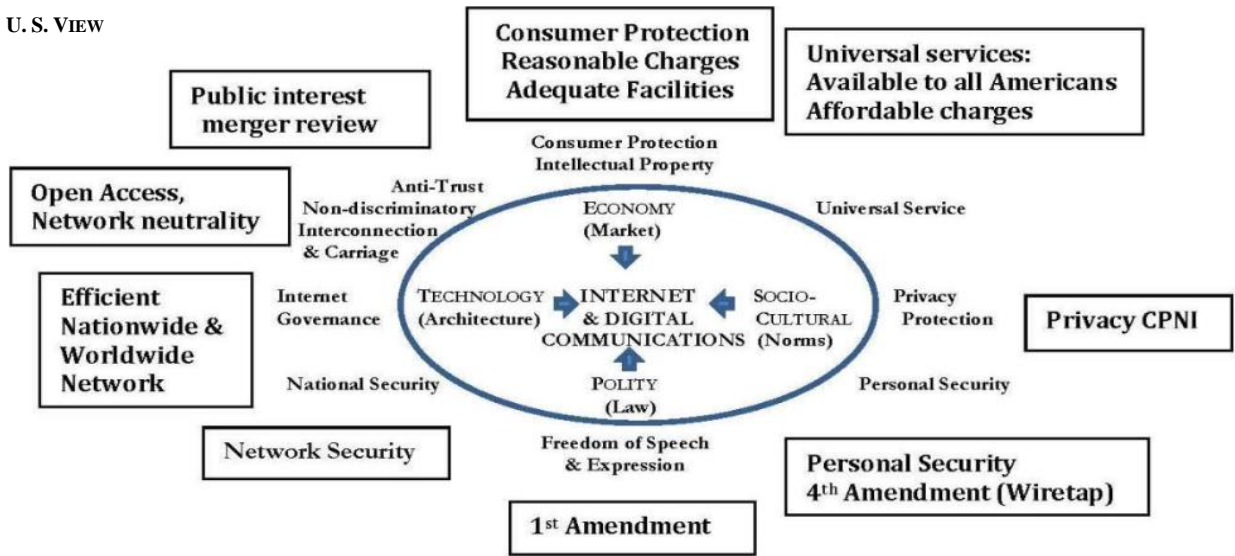 U. S. VIEW
Consumer Protection
Reasonable Charges
Adequate Facilities
Universal services:
Available to all Americans
Affordable charges
Public interest
merger review
Consumer Protection
Intellectual Property
Open Access,
Network neutrality
Anti-Trust
Non-discriminatory
Interconnection
& Carriage
ECONOMY
(Market)
Universal Service
Efficient
Nationwide &
Worldwide
Network
Internet
Governance
TECHNOLOGY
(Architecture)
INTERNET
& DIGITAL
COMMUNICATIONS
SOCIO-
CULTURAL
(Norms)
Privacy
Protection
Privacy CPNI
National Security
POLITY
(Law)
Personal Security
Network Security
Freedom of Speech
& Expression
Personal Security
4th Amendment (Wiretap)
1st Amendment